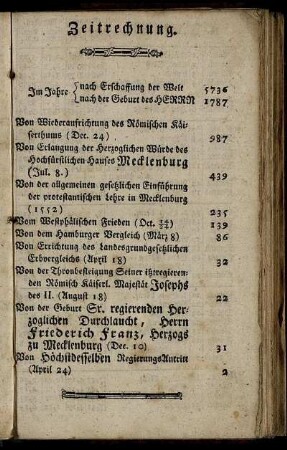 Zeitrechnung.
Im Jahre {nach Erschaffung der Welt 5736
{nach der Geburt des HERRN 1787
Von Wiederaufrichtung des Römischen Kái-
serthums (Dec. 24) 987
Von Erlangung der Herzoglichen Würde des
Hochfürstlichen Hauses Mecklenburg
(Jul. 8.) 439
Von der allgemeinen gesetzlichen Einführung
der protestantischen Lehre in Mecklenburg
(1552) 235
Vom Westphälischen Frieden (Oct. 14/24) 139
Von dem Hamburger Vergleich (März 8) 86
Von Errichtung des Landesgrundgesetzlichen
Erbvergleichs (April 18) 32
Von der Thronbesteigung Seiner itzregieren-
den Römisch Káiserl. Majestät Josephs
des II. (August 18) 22
Von der Geburt Sr. regierenden Her-
zoglichen Durchlaucht, Herrn
Friederich Franz, Herzogs
zu Mecklenburg (Dec. 10) 31
Von Höchstdesselben Regierungs Antritt
(April 24) 2